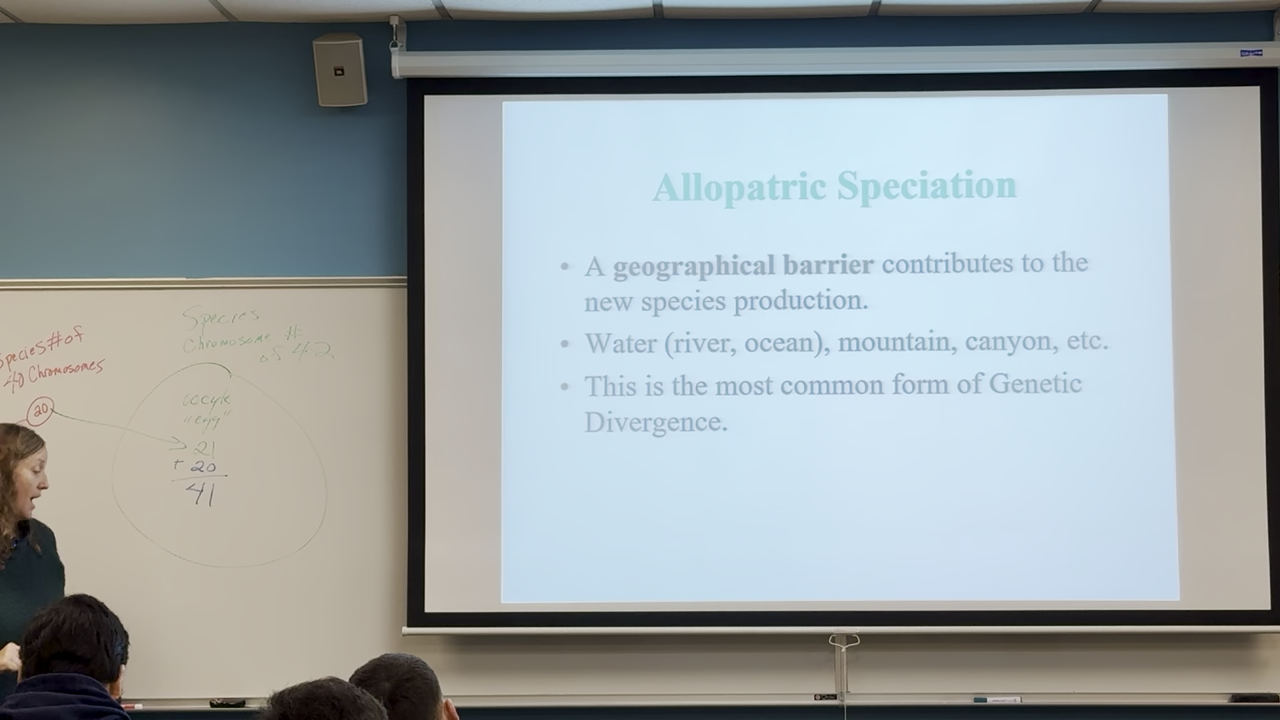 Allopatric Speciation
• A geographical barrier contributes to the
new species production.
• Water (river, ocean), mountain, canyon, etc.
• This is the most common form of Genetic
Divergence.
Species # of
40 Chromosomes
20
Species
Chromosome #
of 42
oocyte
"egg"
21
+ 20
41